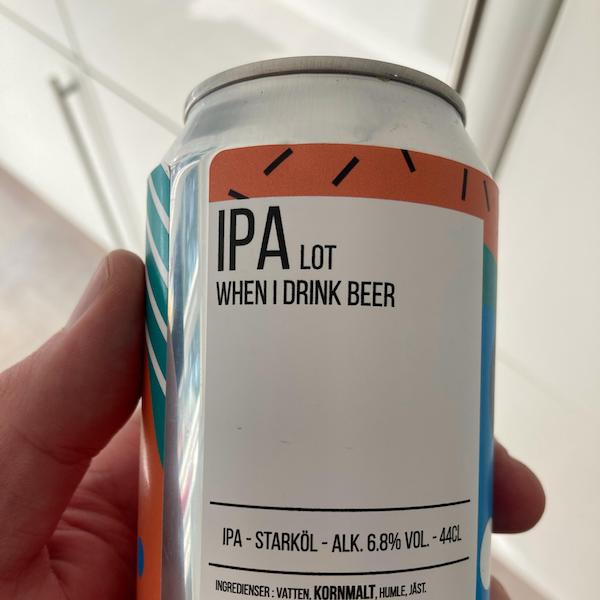 IPA LOT
WHEN I DRINK BEER
IPA - STARKÖL - ALK. 6.8% VOL. - 44CL
INGREDIENSER : VATTEN, KORNMALT, HUMLE, JÄST.